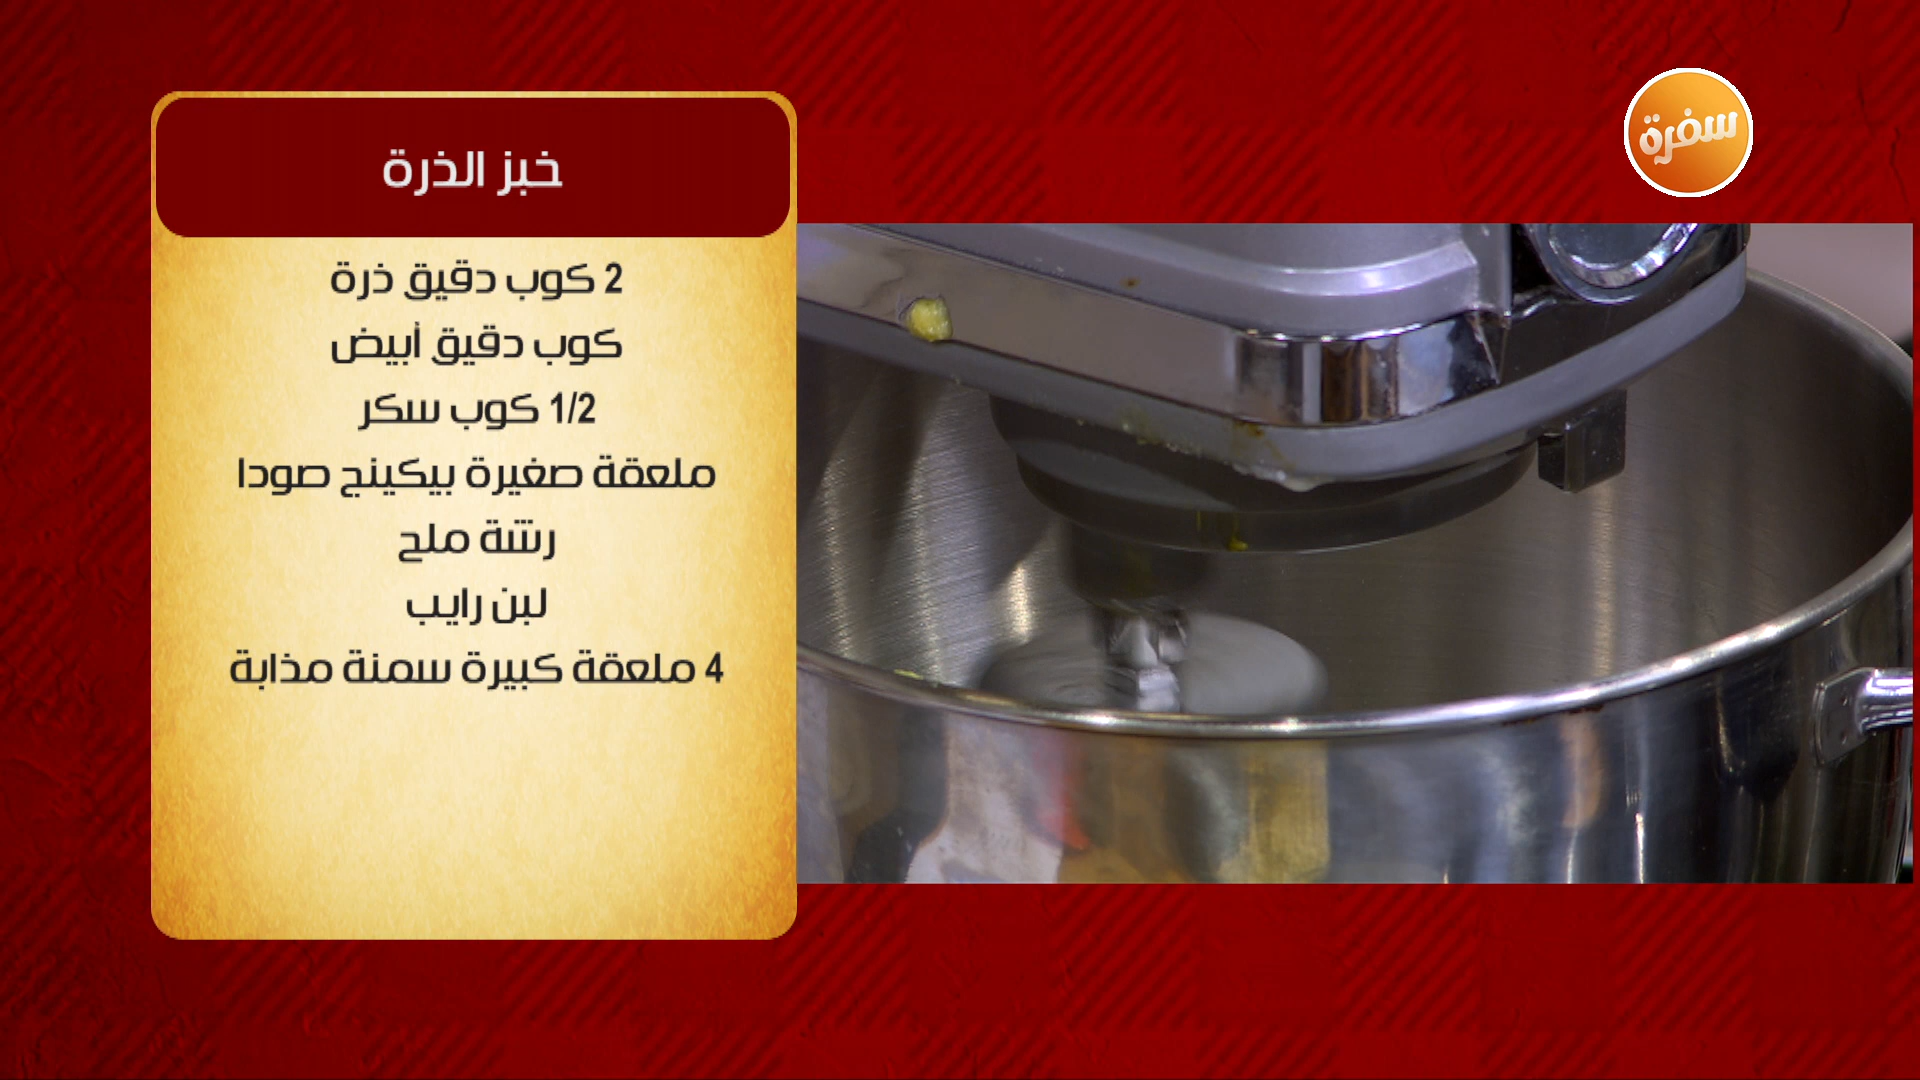 سفرة
خبز الذرة
2 كوب دقيق ذرة
كوب دقيق أبيض
1/2 كوب سكر
ملعقة صغيرة بيكينج صودا
رشة ملح
لبن رايب
4 ملعقة كبيرة سمنة مذابة